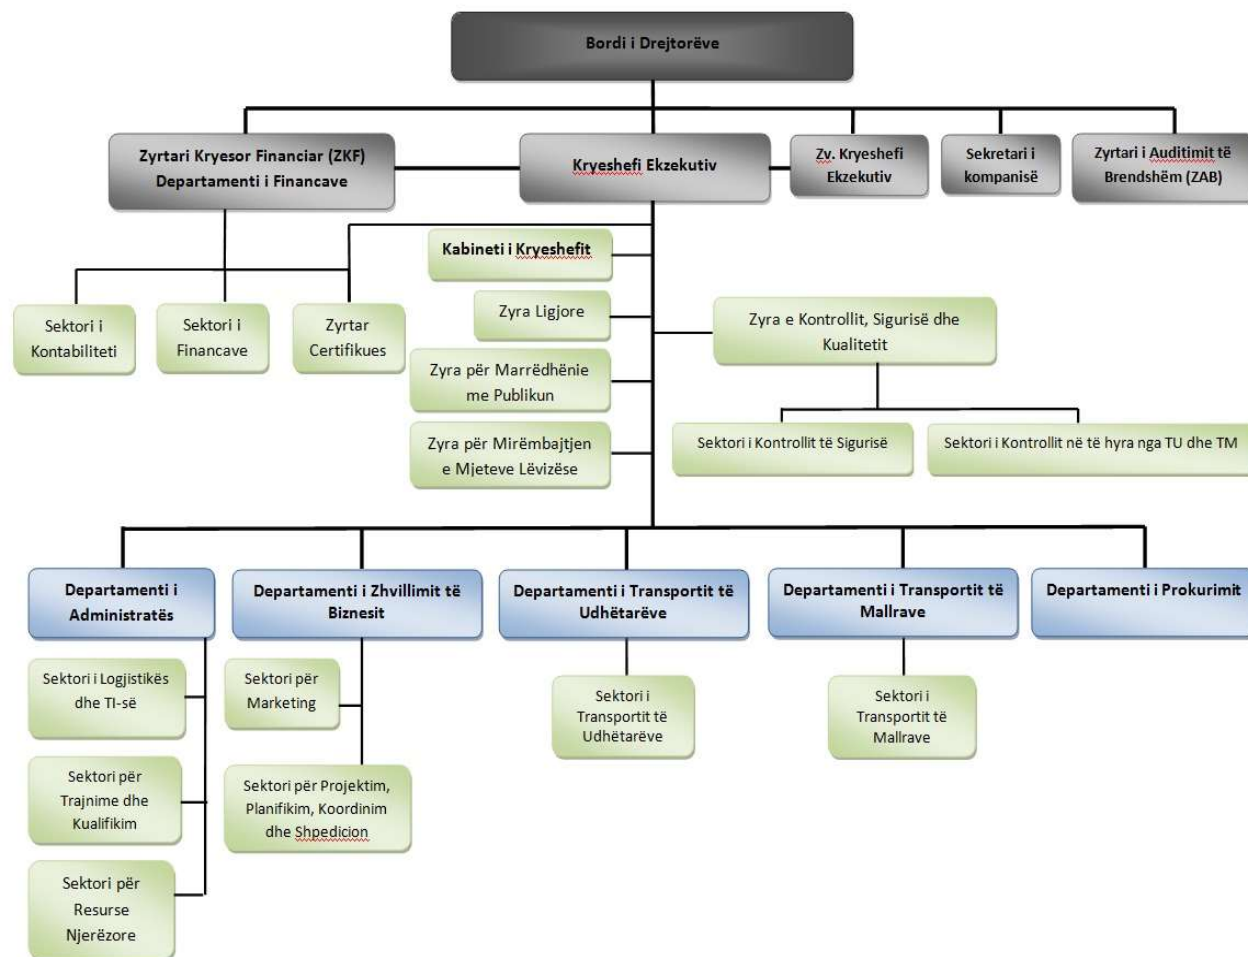 Bordi i Drejtorëve
Zyrtari Kryesor Financiar (ZKF)
Departamenti i Financave
Kryeshefi Ekzekutiv
Zv. Kryeshefi
Ekzekutiv
Sekretari i
kompanisë
Zyrtari i Auditimit të
Brendshëm (ZAB)
Kabineti i Kryeshefit
Sektori i
Kontabiliteti
Sektori i
Financave
Zyrtar
Certifikues
Zyra Ligjore
Zyra e Kontrollit, Sigurisë dhe
Kualitetit
Zyra për Marrëdhënie
me Publikun
Zyra për Mirëmbajtjen
e Mjeteve Lëvizëse
Sektori i Kontrollit të Sigurisë
Sektori i Kontrollit në të hyra nga TU dhe TM
Departamenti i
Administratës
Departamenti i Zhvillimit të
Biznesit
Departamenti i Transportit të
Udhëtarëve
Departamenti i Transportit të
Mallrave
Departamenti i Prokurimit
Sektori i Logjistikës
dhe TI-së
Sektori për
Marketing
Sektori i
Transportit të
Udhëtarëve
Sektori i
Transportit të
Mallrave
Sektori për
Trajnime dhe
Kualifikim
Sektori për Projektim,
Planifikim, Koordinim
dhe Shpedicion
Sektori për
Resurse
Njerëzore